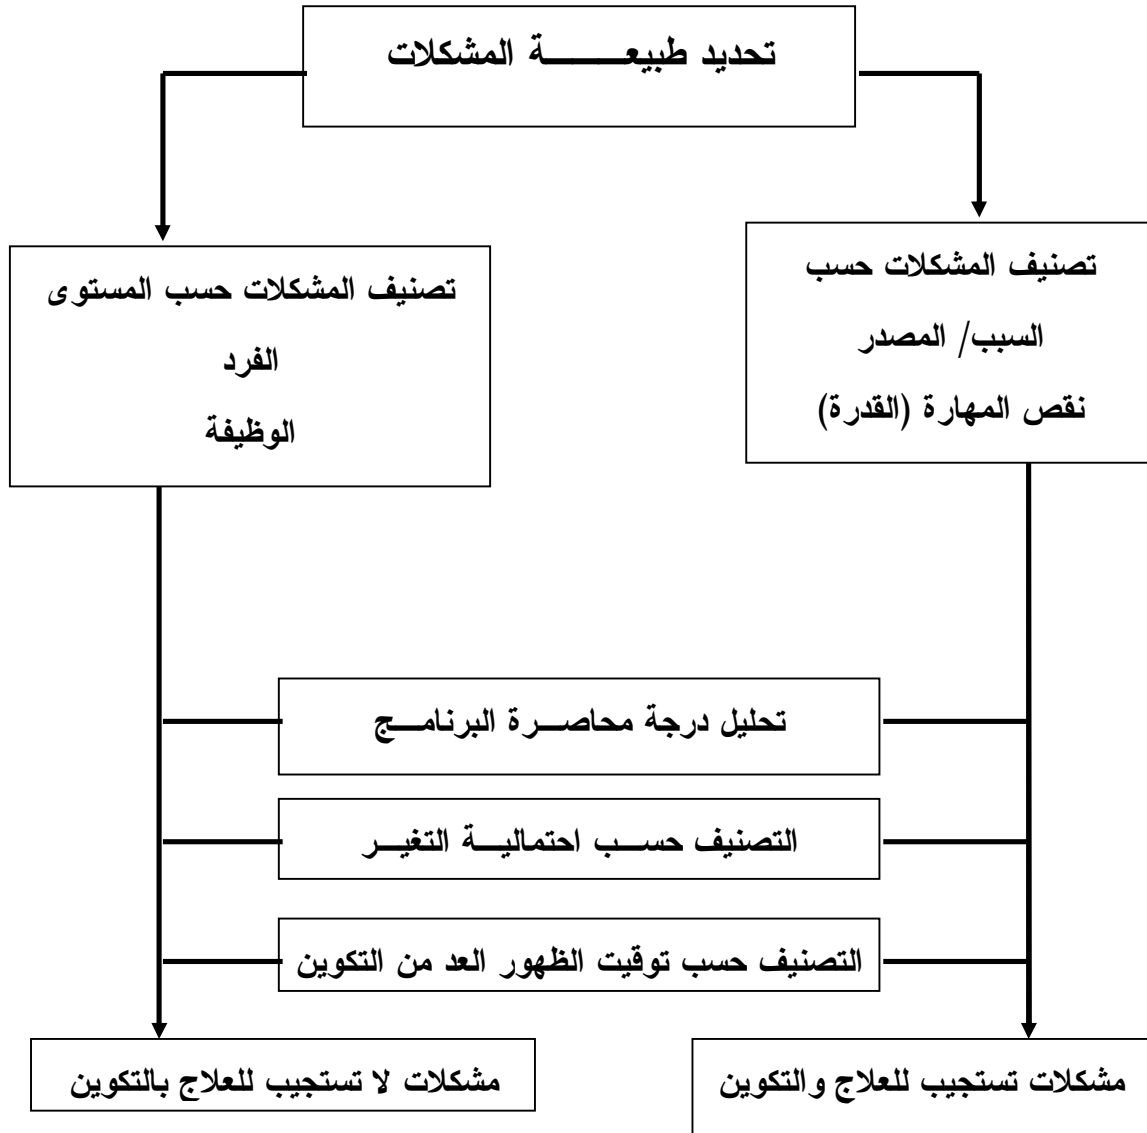 تحديد طبيعـــــــة المشكلات
تصنيف المشكلات حسب
السبب/ المصدر
نقص المهارة (القدرة)
تصنيف المشكلات حسب المستوى
الفرد
الوظيفة
تحليل درجة محاصـــرة البرنامـــج
التصنيف حســـب احتماليـــة التغيـــر
التصنيف حسب توقيت الظهور العد من التكوين
مشكلات تستجيب للعلاج والتكوين
مشكلات لا تستجيب للعلاج بالتكوين